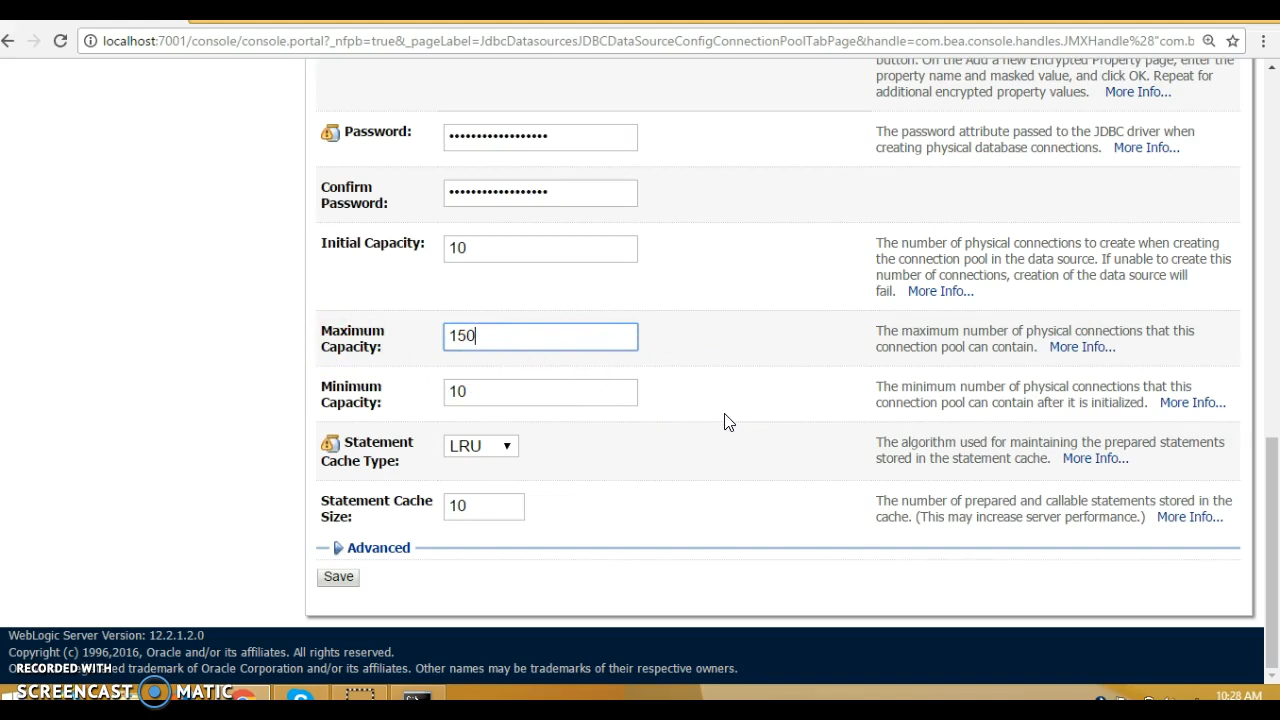 localhost:7001/console/console.portal?_nfpb=true&_pageLabel=JdbcDatasourcesJDBCDataSourceConfigConnectionPoolTabPage&handle=com.bea.console.handles.JMXHandle%28"com.b
button. On the Add a new Encrypted Property page, enter the
property name and masked value, and click OK. Repeat for
additional encrypted property values. More Info...
Password: ••••••••••••••••••
The password attribute passed to the JDBC driver when
creating physical database connections. More Info...
Confirm
Password: ••••••••••••••••••
Initial Capacity: 10
The number of physical connections to create when creating
the connection pool in the data source. If unable to create this
number of connections, creation of the data source will
fail. More Info...
Maximum
Capacity: 150
The maximum number of physical connections that this
connection pool can contain. More Info...
Minimum
Capacity: 10
The minimum number of physical connections that this
connection pool can contain after it is initialized. More Info...
Statement
Cache Type: LRU
The algorithm used for maintaining the prepared statements
stored in the statement cache. More Info...
Statement Cache
Size: 10
The number of prepared and callable statements stored in the
cache. (This may increase server performance.) More Info...
Advanced
Save
WebLogic Server Version: 12.2.1.2.0
Copyright (c) 1996,2016, Oracle and/or its affiliates. All rights reserved.
trademark of Oracle Corporation and/or its affiliates. Other names may be trademarks of their respective owners.
RECORDED WITH
SCREENCAST MATIC
10:28 AM